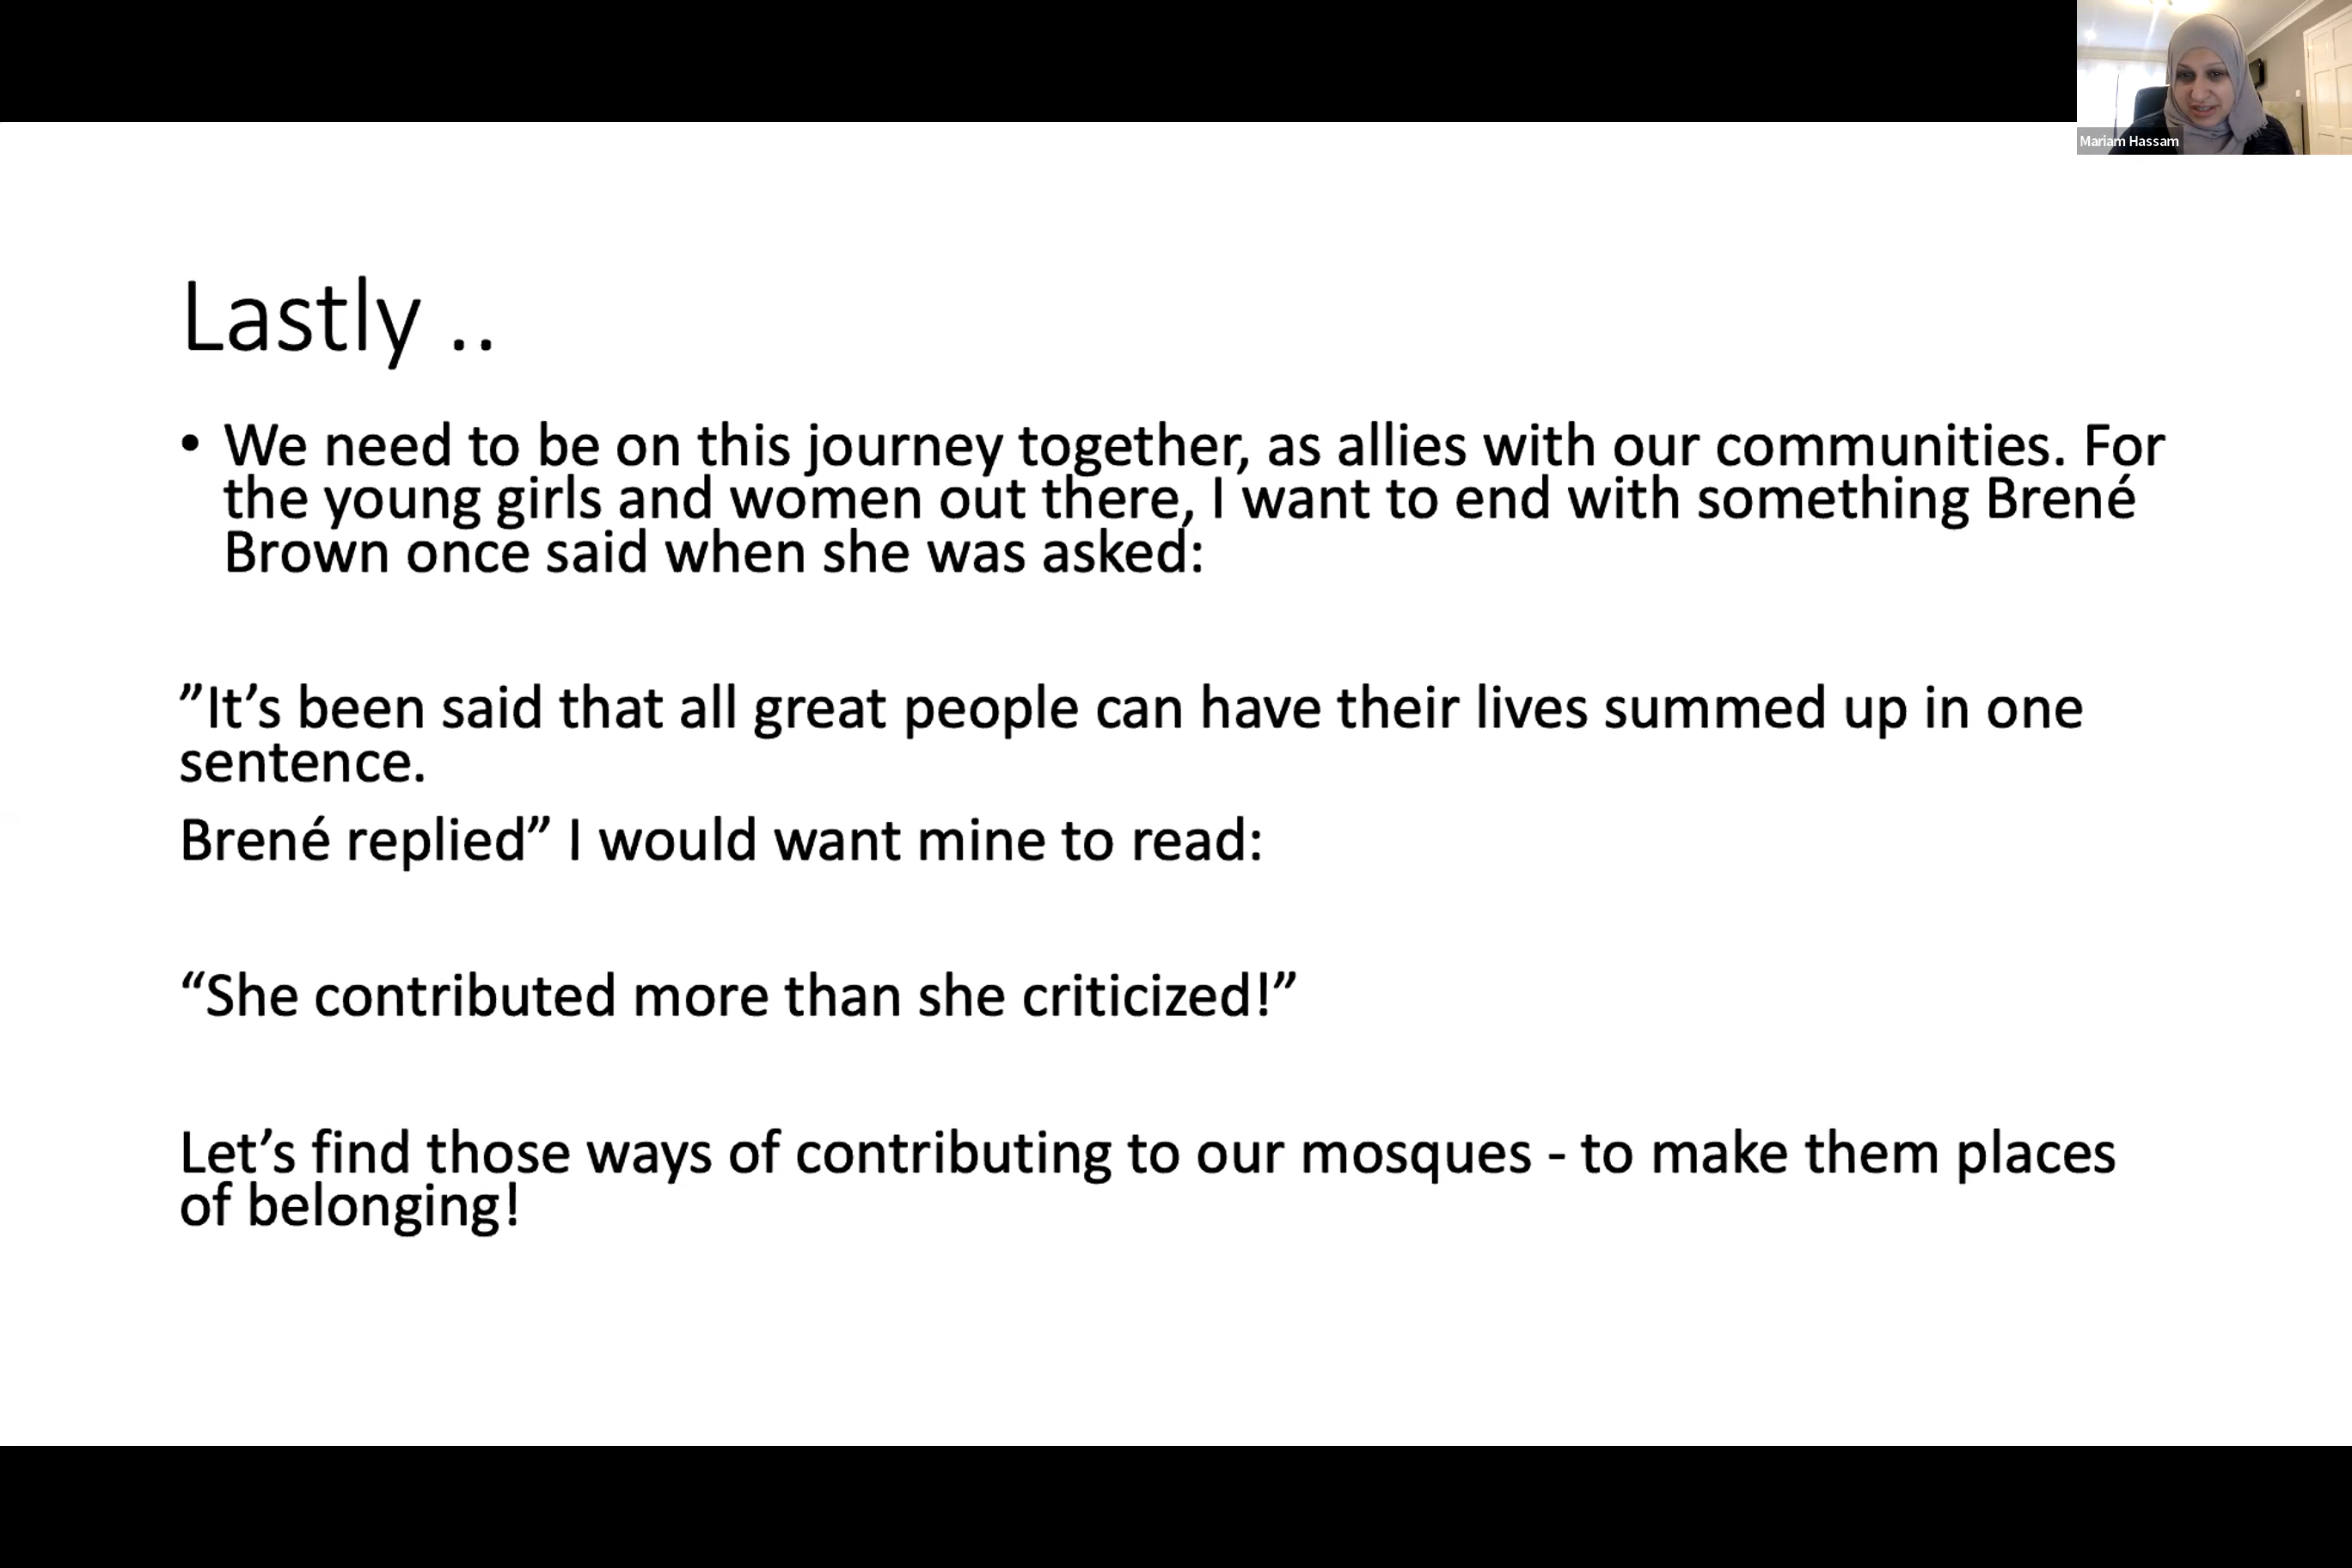 Mariam Hassam
Lastly ..
• We need to be on this journey together, as allies with our communities. For
the young girls and women out there, I want to end with something Brené
Brown once said when she was asked:
”It’s been said that all great people can have their lives summed up in one
sentence.
Brené replied” I would want mine to read:
“She contributed more than she criticized!”
Let’s find those ways of contributing to our mosques - to make them places
of belonging!